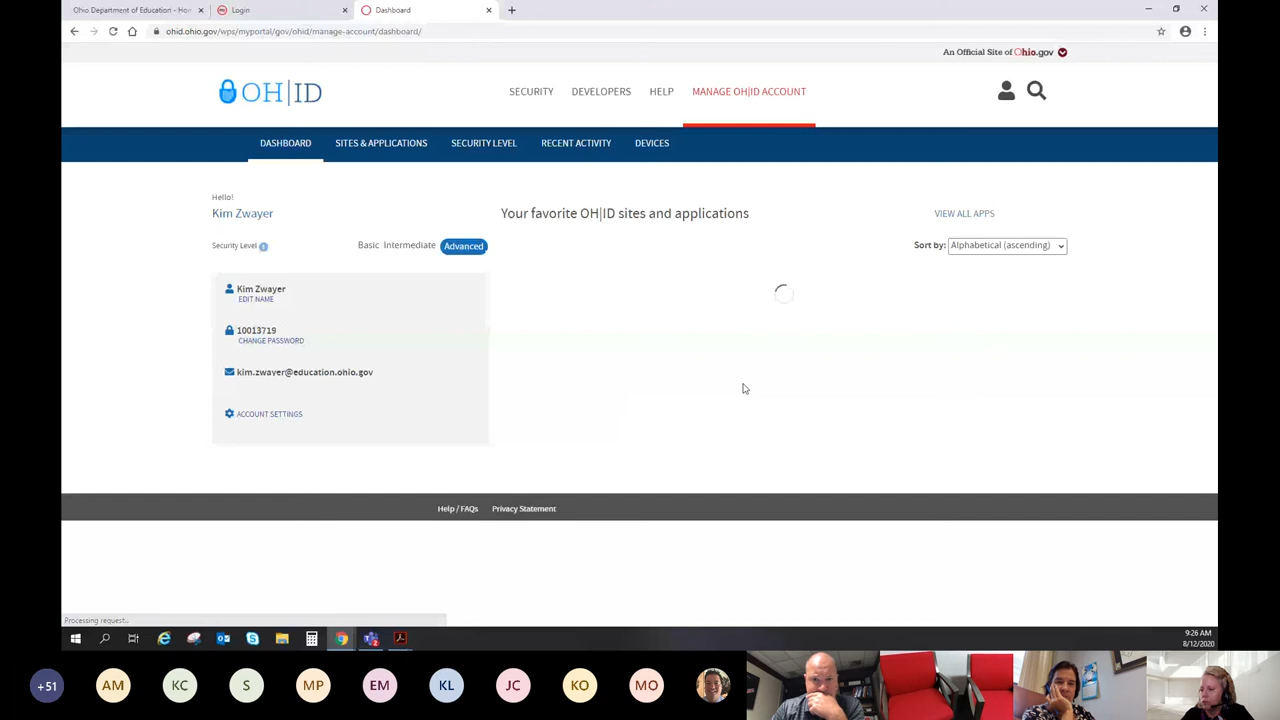 Ohio Department of Education - Hor
Login
Dashboard
ohid.ohio.gov/wps/myportal/gov/ohid/manage-account/dashboard/
An Official Site of Ohio.gov
OH|ID
SECURITY DEVELOPERS HELP MANAGE OH|ID ACCOUNT
DASHBOARD SITES & APPLICATIONS SECURITY LEVEL RECENT ACTIVITY DEVICES
Hello!
Kim Zwayer
Your favorite OH|ID sites and applications
VIEW ALL APPS
Security Level
Basic Intermediate Advanced
Sort by: Alphabetical (ascending)
Kim Zwayer
EDIT NAME
10013719
CHANGE PASSWORD
kim.zwayer@education.ohio.gov
ACCOUNT SETTINGS
Help / FAQs Privacy Statement
Processing request...
9:26 AM
8/12/2020
+51 AM KC S MP EM KL JC KO MO